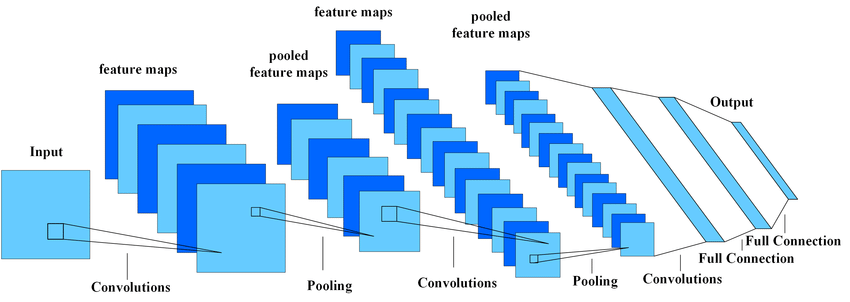 feature maps
pooled
feature maps
pooled
feature maps
feature maps
Input
Output
Convolutions
Pooling
Convolutions
Pooling
Convolutions
Full Connection
Full Connection